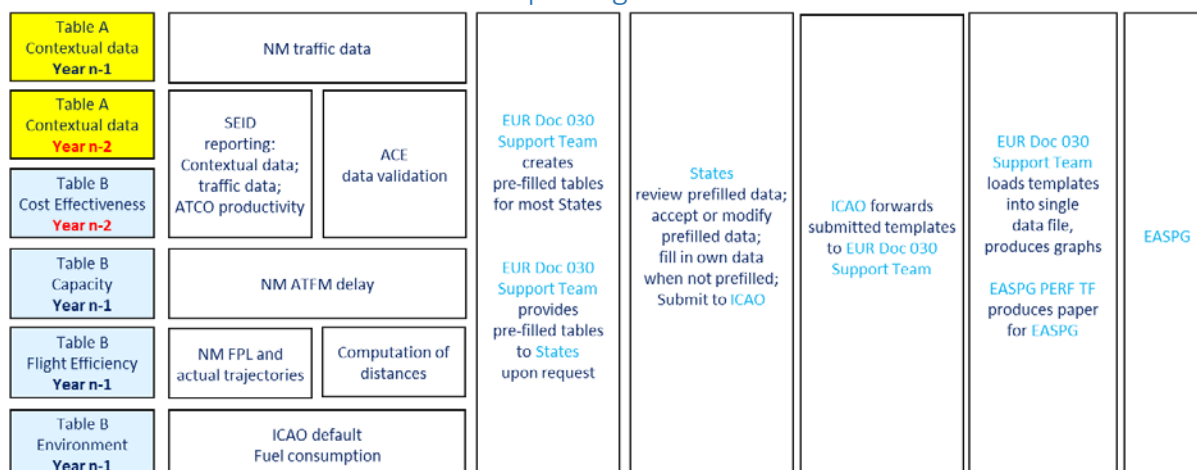 Table A
Contextual data
Year n-1
NM traffic data
Table A
Contextual data
Year n-2
SEID
reporting:
Contextual data;
traffic data;
ATCO productivity
ACE
data validation
Table B
Cost Effectiveness
Year n-2
Table B
Capacity
Year n-1
NM ATFM delay
Table B
Flight Efficiency
Year n-1
NM FPL and
actual trajectories
Computation of
distances
Table B
Environment
Year n-1
ICAO default
Fuel consumption
EUR Doc 030
Support Team
creates
pre-filled tables
for most States
EUR Doc 030
Support Team
provides
pre-filled tables
to States
upon request
States
review prefilled data;
accept or modify
prefilled data;
fill in own data
when not prefilled;
Submit to ICAO
ICAO forwards
submitted templates
to EUR Doc 030
Support Team
EUR Doc 030
Support Team
loads templates
into single
data file,
produces graphs
EASPG PERF TF
produces paper
for EASPG
EASPG